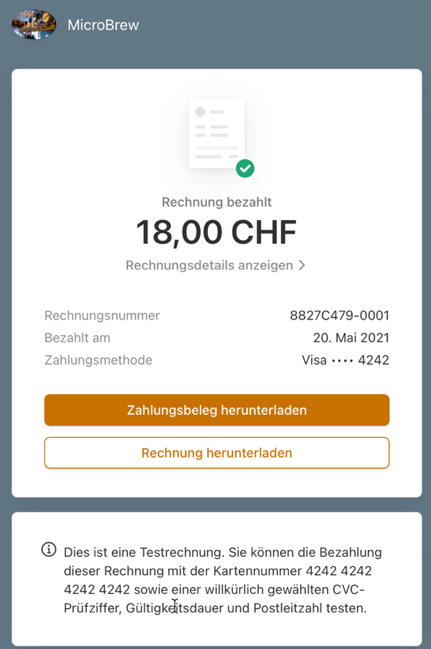 MicroBrew
Rechnung bezahlt
18,00 CHF
Rechnungsdetails anzeigen
Rechnungsnummer 8827C479-0001
Bezahlt am 20. Mai 2021
Zahlungsmethode Visa •••• 4242
Zahlungsbeleg herunterladen
Rechnung herunterladen
Dies ist eine Testrechnung. Sie können die Bezahlung
dieser Rechnung mit der Kartennummer 4242 4242
4242 4242 sowie einer willkürlich gewählten CVC-
Prüfziffer, Gültigkeitsdauer und Postleitzahl testen.